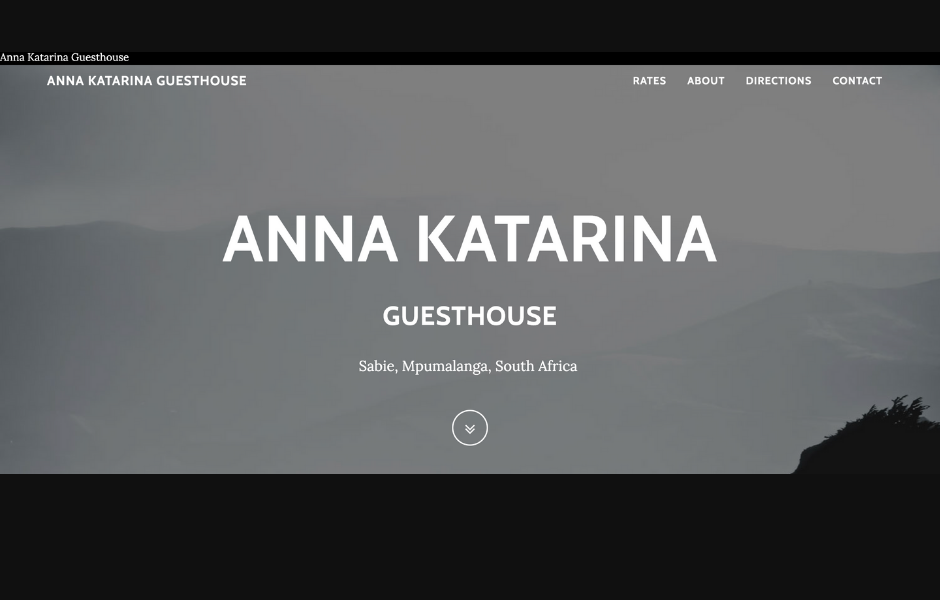 Anna Katarina Guesthouse
ANNA KATARINA GUESTHOUSE
RATES ABOUT DIRECTIONS CONTACT
ANNA KATARINA
GUESTHOUSE
Sabie, Mpumalanga, South Africa